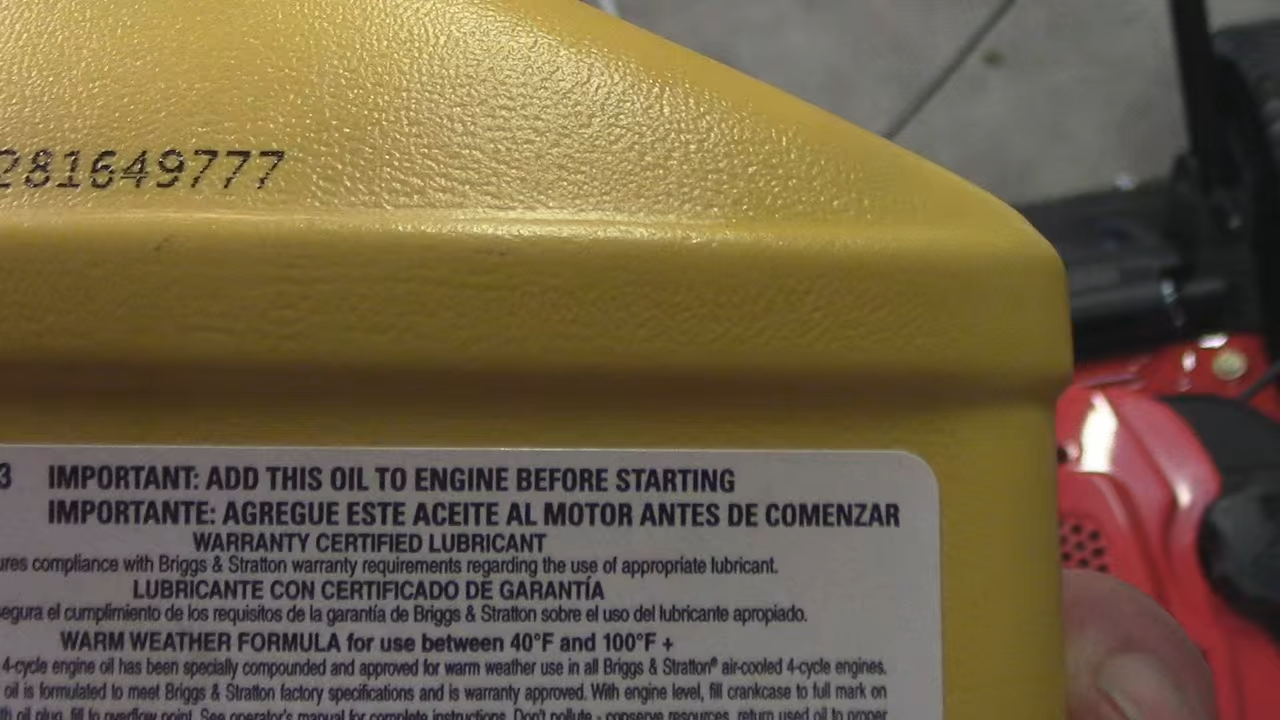 281649777
3 IMPORTANT: ADD THIS OIL TO ENGINE BEFORE STARTING
IMPORTANTE: AGREGUE ESTE ACEITE AL MOTOR ANTES DE COMENZAR
WARRANTY CERTIFIED LUBRICANT
compliance with Briggs & Stratton warranty requirements regarding the use of appropriate lubricant.
LUBRICANTE CON CERTIFICADO DE GARANTÍA
el cumplimiento de los requisitos de la garantía de Briggs & Stratton sobre el uso del lubricante apropiado.
WARM WEATHER FORMULA for use between 40°F and 100°F +
4-cycle engine oil has been specially compounded and approved for warm weather use in all Briggs & Stratton® air-cooled 4-cycle engines.
oil is formulated to meet Briggs & Stratton factory specifications and is warranty approved. With engine level, fill crankcase to full mark on
oil plug, fill to overflow point. See operator's manual for complete instructions. Don't pollute - conserve resources, return used oil to proper